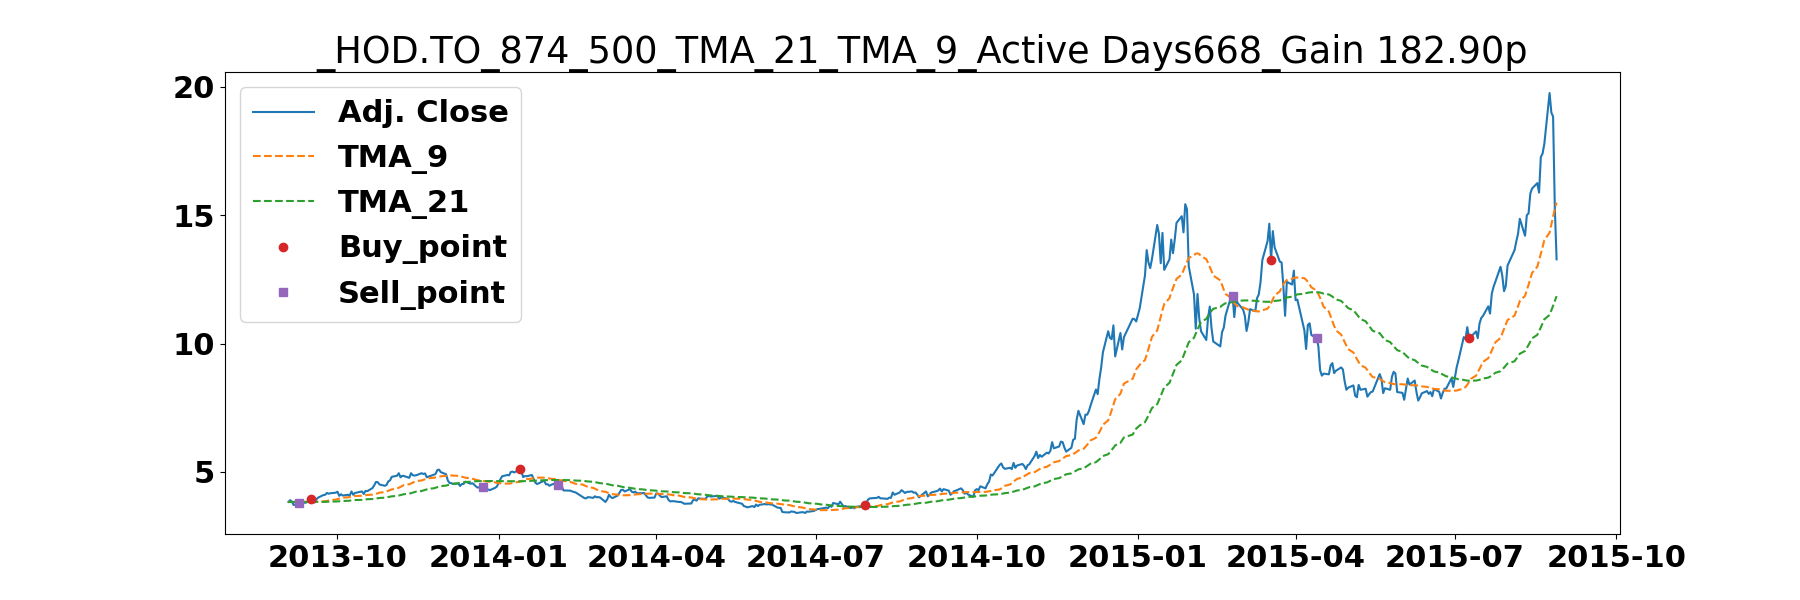 _HOD.TO_874_500_TMA_21_TMA_9_Active Days668_Gain 182.90p
20
15
10
5
Adj. Close
TMA_9
TMA_21
Buy_point
Sell_point
2013-10 2014-01 2014-04 2014-07 2014-10 2015-01 2015-04 2015-07 2015-10